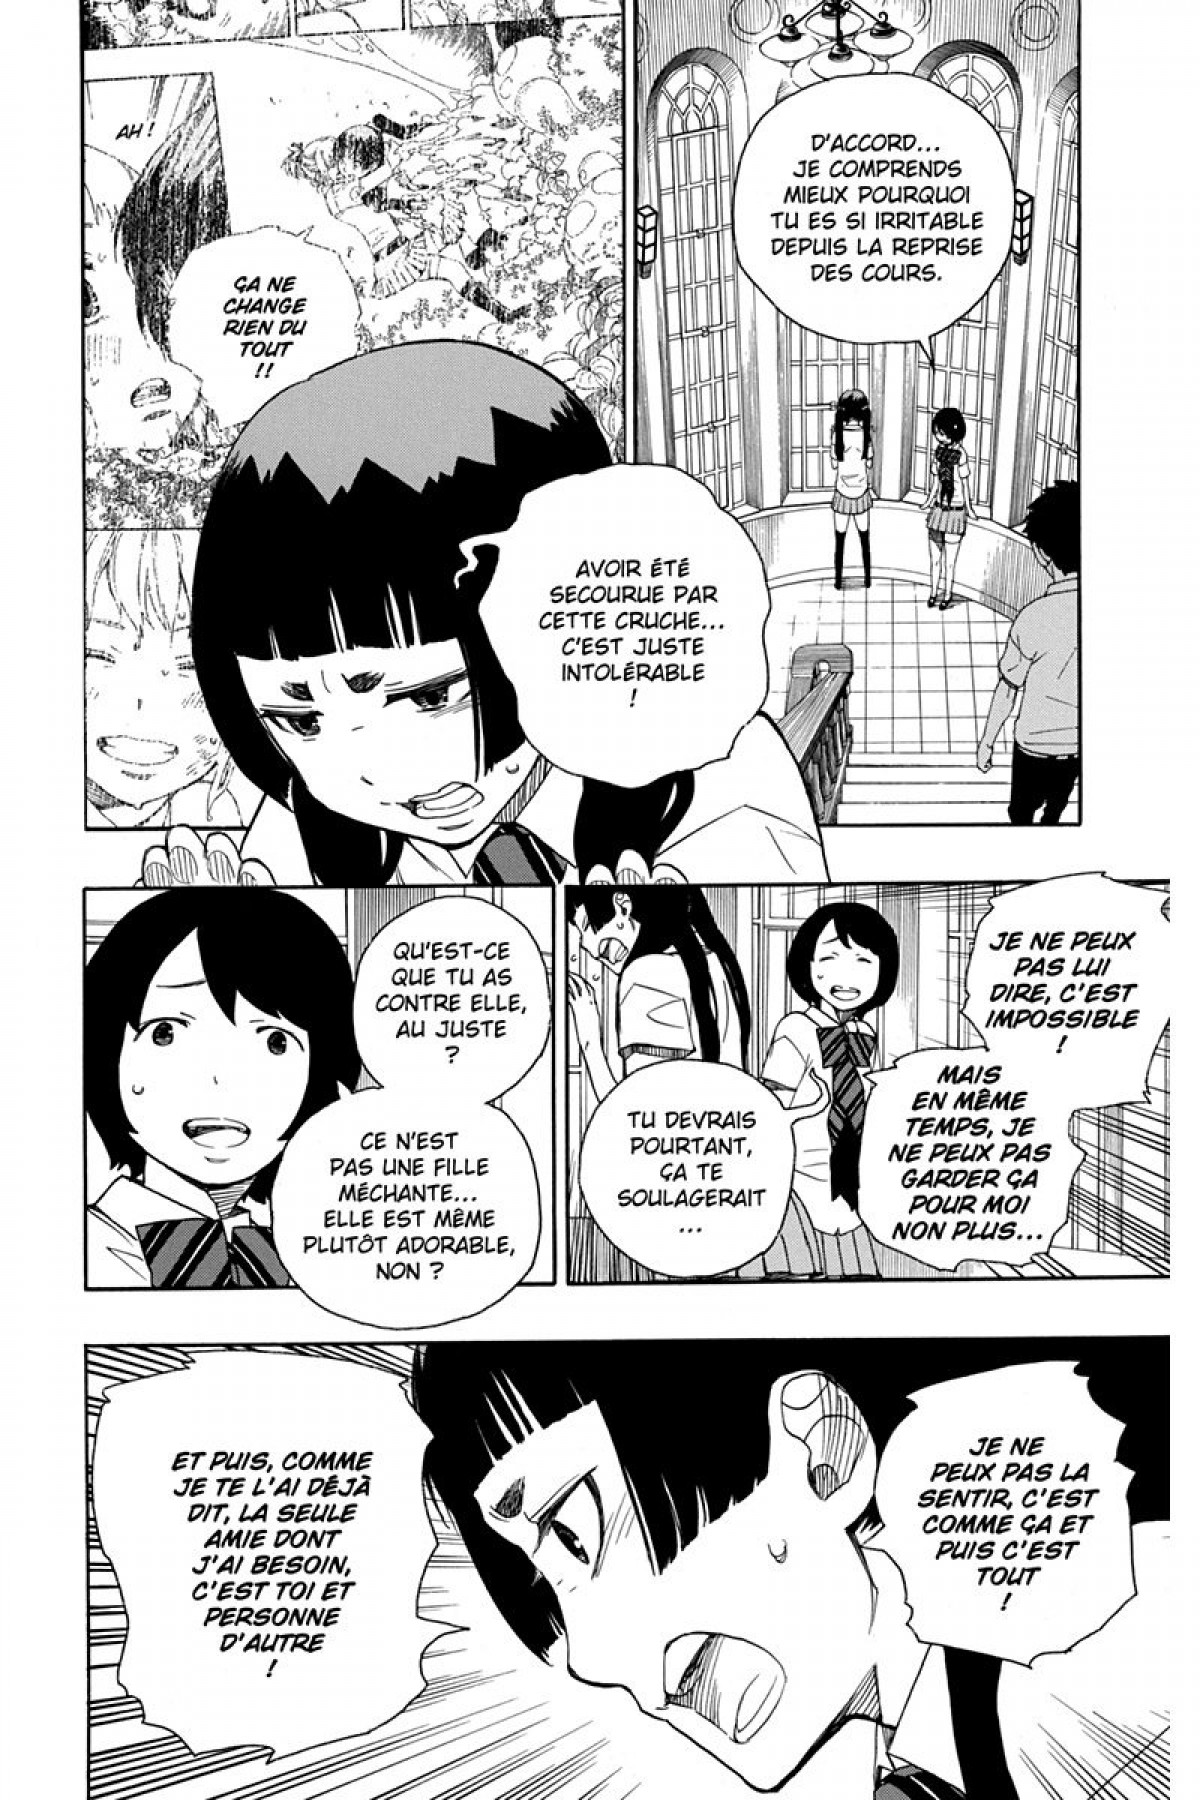 D'ACCORD...
JE COMPRENDS
MIEUX POURQUOI
TU ES SI IRRITABLE
DEPUIS LA REPRISE
DES COURS.
AH !
ÇA NE
CHANGE
RIEN DU
TOUT
!!
AVOIR ÉTÉ
SECOURUE PAR
CETTE CRUCHE...
C'EST JUSTE
INTOLÉRABLE
!
JE NE PEUX
PAS LUI
DIRE, C'EST
IMPOSSIBLE
!
MAIS
EN MÊME
TEMPS, JE
NE PEUX PAS
GARDER ÇA
POUR MOI
NON PLUS...
TU DEVRAIS
POURTANT,
ÇA TE
SOULAGERAIT
...
QU'EST-CE
QUE TU AS
CONTRE ELLE,
AU JUSTE
?
CE N'EST
PAS UNE FILLE
MÉCHANTE...
ELLE EST MÊME
PLUTÔT ADORABLE,
NON ?
JE NE
PEUX PAS LA
SENTIR, C'EST
COMME ÇA ET
PUIS C'EST
TOUT
!
ET PUIS, COMME
JE TE L'AI DÉJÀ
DIT, LA SEULE
AMIE DONT
J'AI BESOIN,
C'EST TOI ET
PERSONNE
D'AUTRE
!